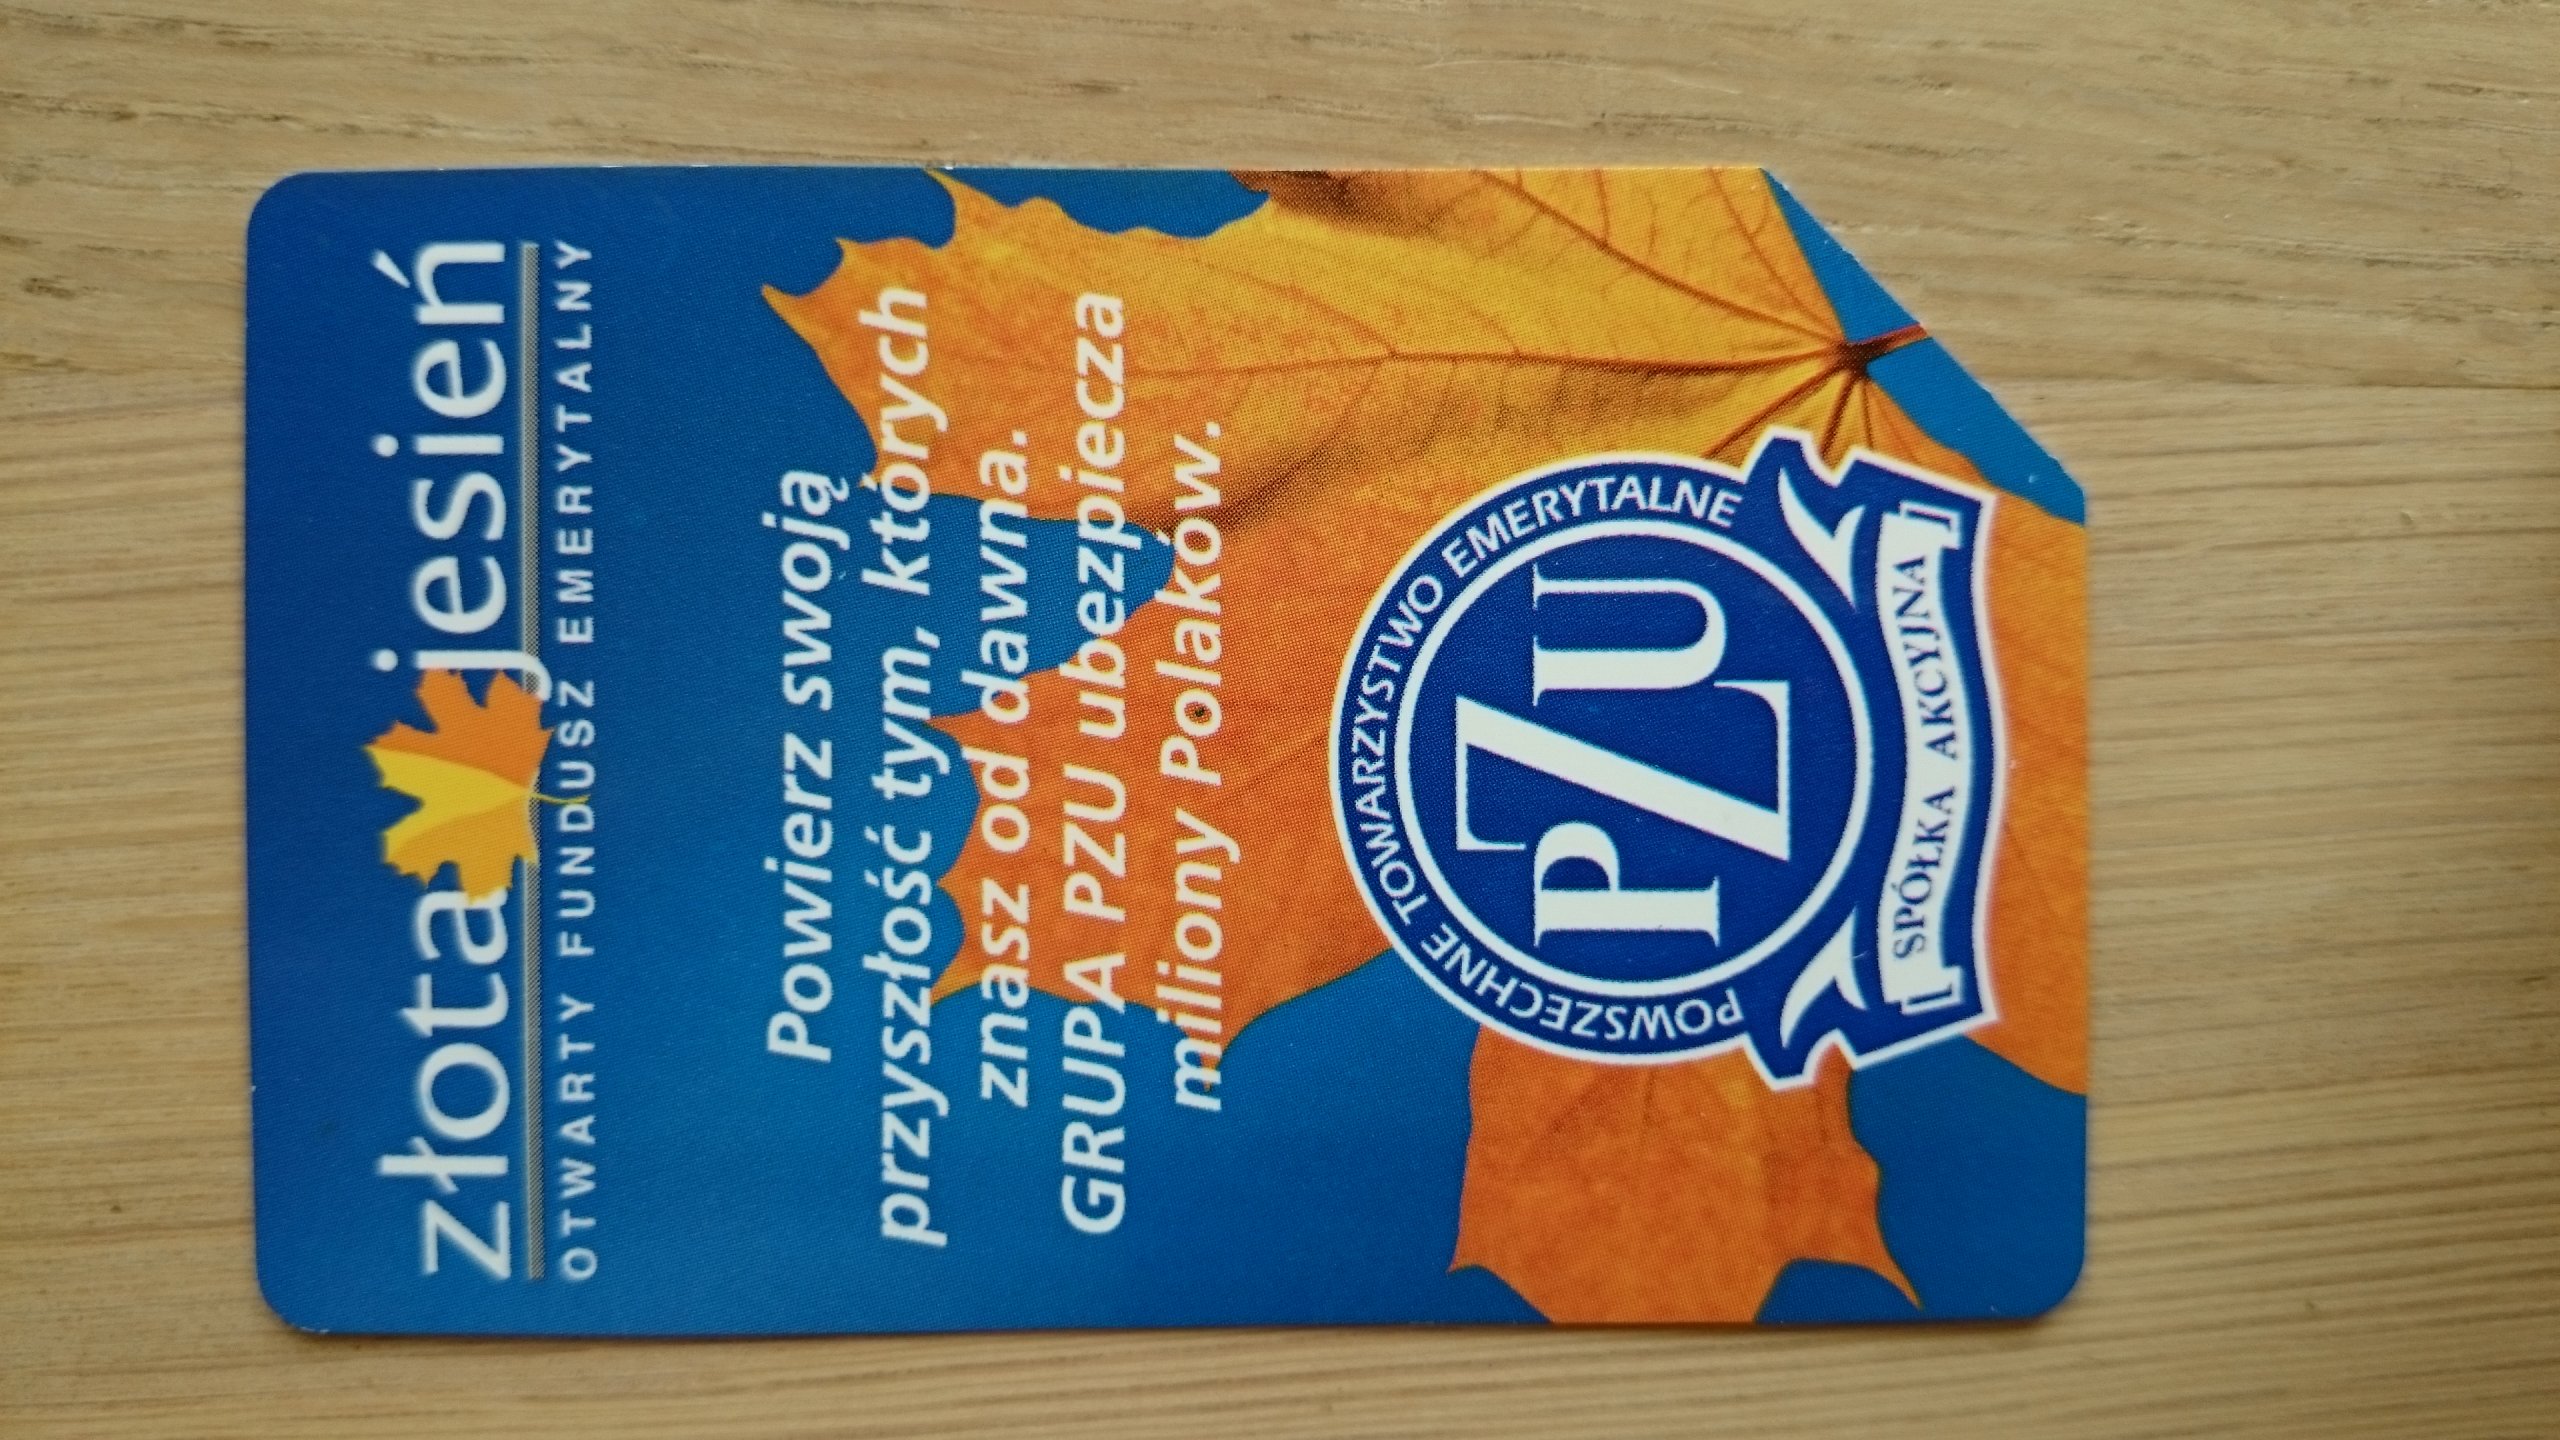 złota jesień
OTWARTY FUNDUSZ EMERYTALNY
Powierz swoją
przyszłość tym, których
znasz od dawna.
GRUPA PZU ubezpiecza
miliony Polaków.
POWSZECHNE TOWARZYSTWO EMERYTALNE
PZU
SPÓŁKA AKCYJNA